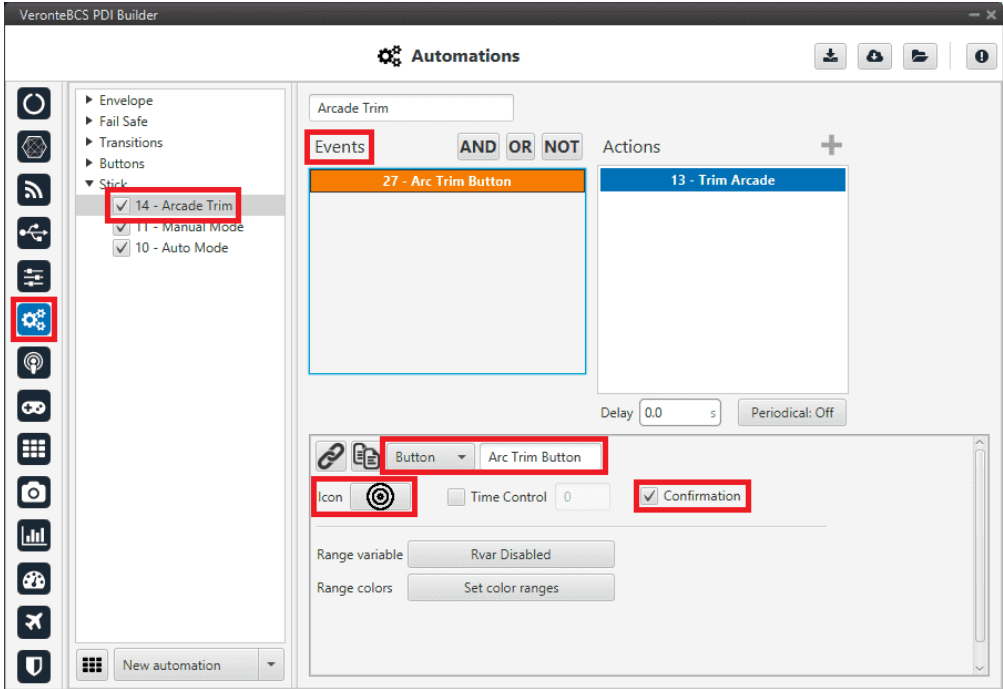 VeronteBCS PDI Builder
Automations
Envelope
Fail Safe
Transitions
Buttons
Stick
14 - Arcade Trim
11 - Manual Mode
10 - Auto Mode
New automation
Arcade Trim
Events AND OR NOT Actions
27 - Arc Trim Button
13 - Trim Arcade
Delay 0.0 s Periodical: Off
Button Arc Trim Button
Icon Time Control 0 Confirmation
Range variable Rvar Disabled
Range colors Set color ranges